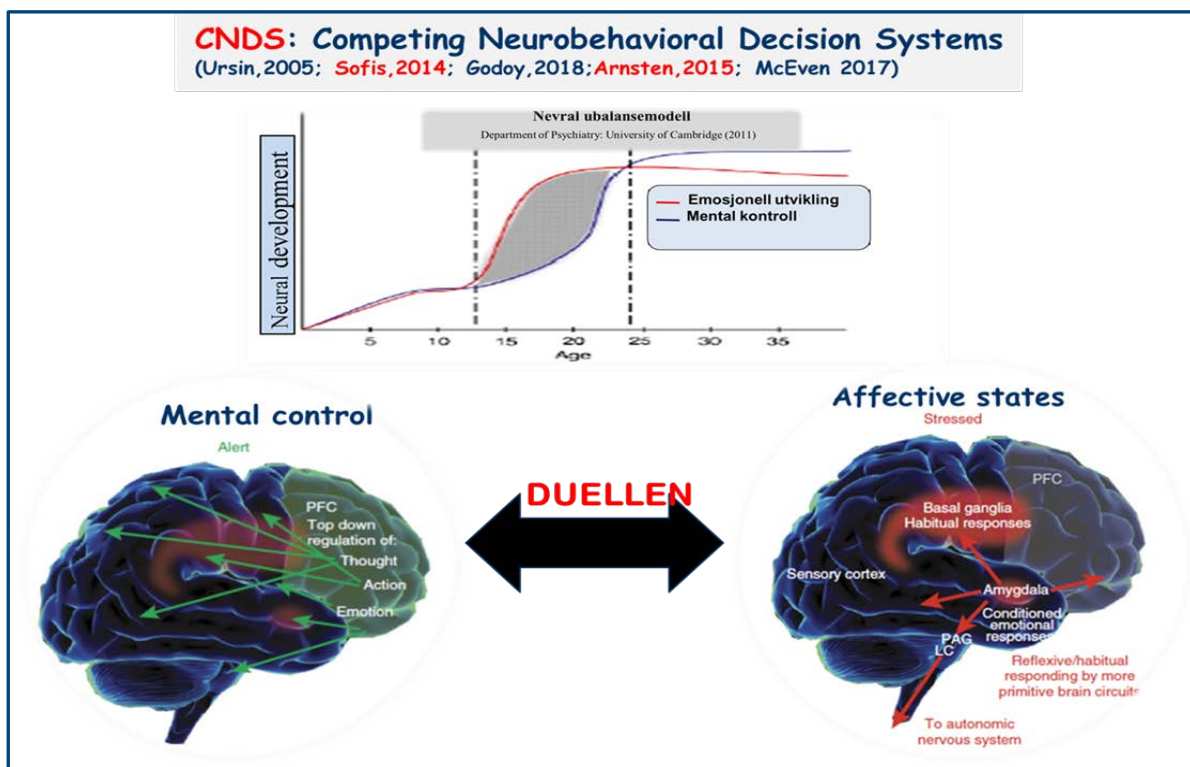 CNDS: Competing Neurobehavioral Decision Systems
(Ursin,2005; Sofis,2014; Godoy,2018;Arnsten,2015; McEven 2017)
Nevral ubalansemodell
Department of Psychiatry: University of Cambridge (2011)
Neural development
Emosjonell utvikling
Mental kontroll
5 10 15 20 25 30 35
Age
Mental control
Alert
PFC
Top down
regulation of:
Thought
Action
Emotion
DUELLEN
Affective states
Stressed
PFC
Basal ganglia
Habitual responses
Sensory cortex
Amygdala
Conditioned
emotional
responses
PAG
LC
Reflexive/habitual
responding by more
primitive brain circuits
To autonomic
nervous system